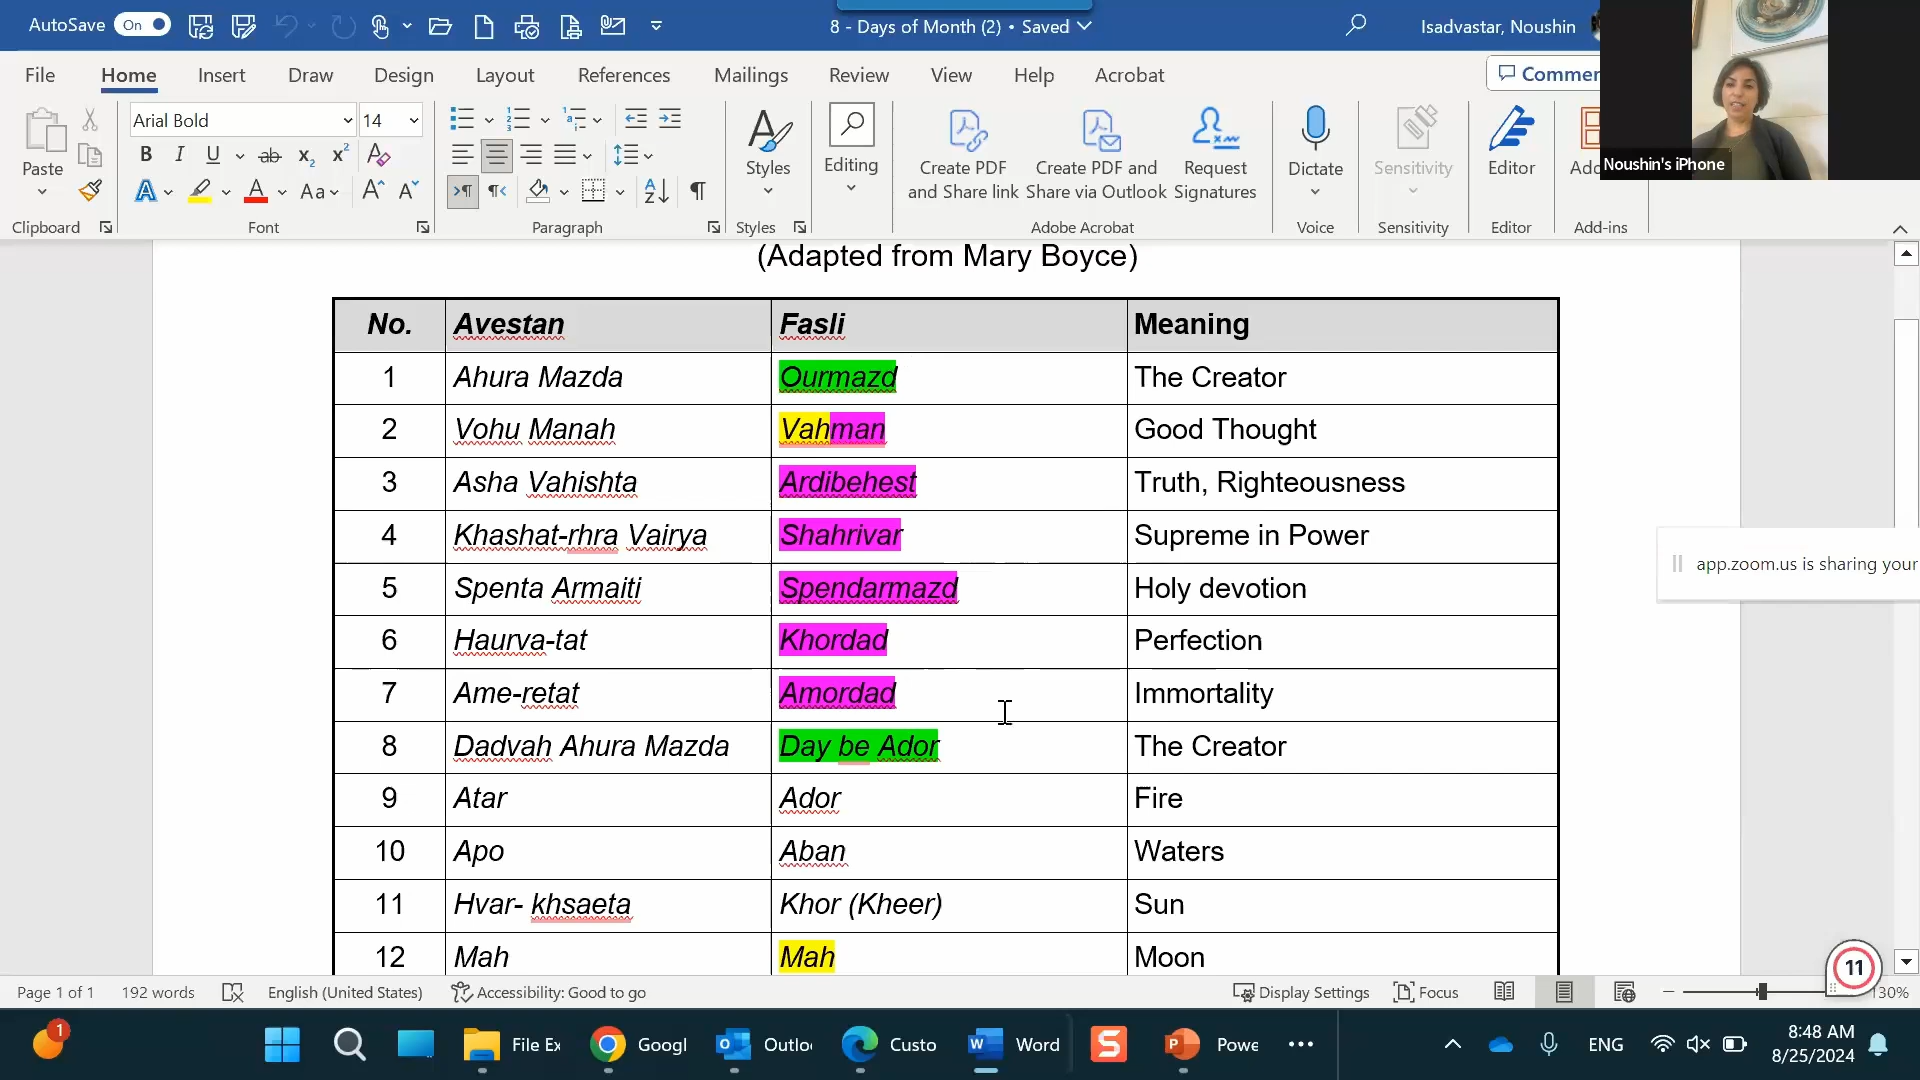 AutoSave On 8 - Days of Month (2) • Saved Isadvastar, Noushin
File Home Insert Draw Design Layout References Mailings Review View Help Acrobat
Arial Bold 14
Paste
B I U ab x₂ x² A
A A Aa A A
Styles
Editing
Create PDF
and Share link
Create PDF and
Share via Outlook
Request
Signatures
Dictate
Sensitivity
Editor
Noushin's iPhone
Clipboard Font Paragraph Styles Adobe Acrobat Voice Sensitivity Editor Add-ins
(Adapted from Mary Boyce)
No. Avestan Fasli Meaning
1 Ahura Mazda Ourmazd The Creator
2 Vohu Manah Vahman Good Thought
3 Asha Vahishta Ardibehest Truth, Righteousness
4 Khashat-rhra Vairya Shahrivar Supreme in Power
5 Spenta Armaiti Spendarmazd Holy devotion
app.zoom.us is sharing your
6 Haurva-tat Khordad Perfection
7 Ame-retat Amordad Immortality
8 Dadvah Ahura Mazda Day be Ador The Creator
9 Atar Ador Fire
10 Apo Aban Waters
11 Hvar- khsaeta Khor (Kheer) Sun
12 Mah Mah Moon
11
Page 1 of 1 192 words English (United States) Accessibility: Good to go Display Settings Focus 130%
1 File Ex Googl Outlo Custo Word Powe ENG 8:48 AM
8/25/2024